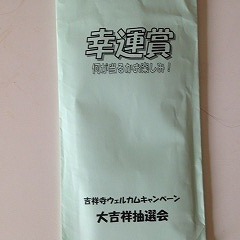 幸運賞
何が当るかお楽しみ！
吉祥寺ウェルカムキャンペーン
大吉祥抽選会